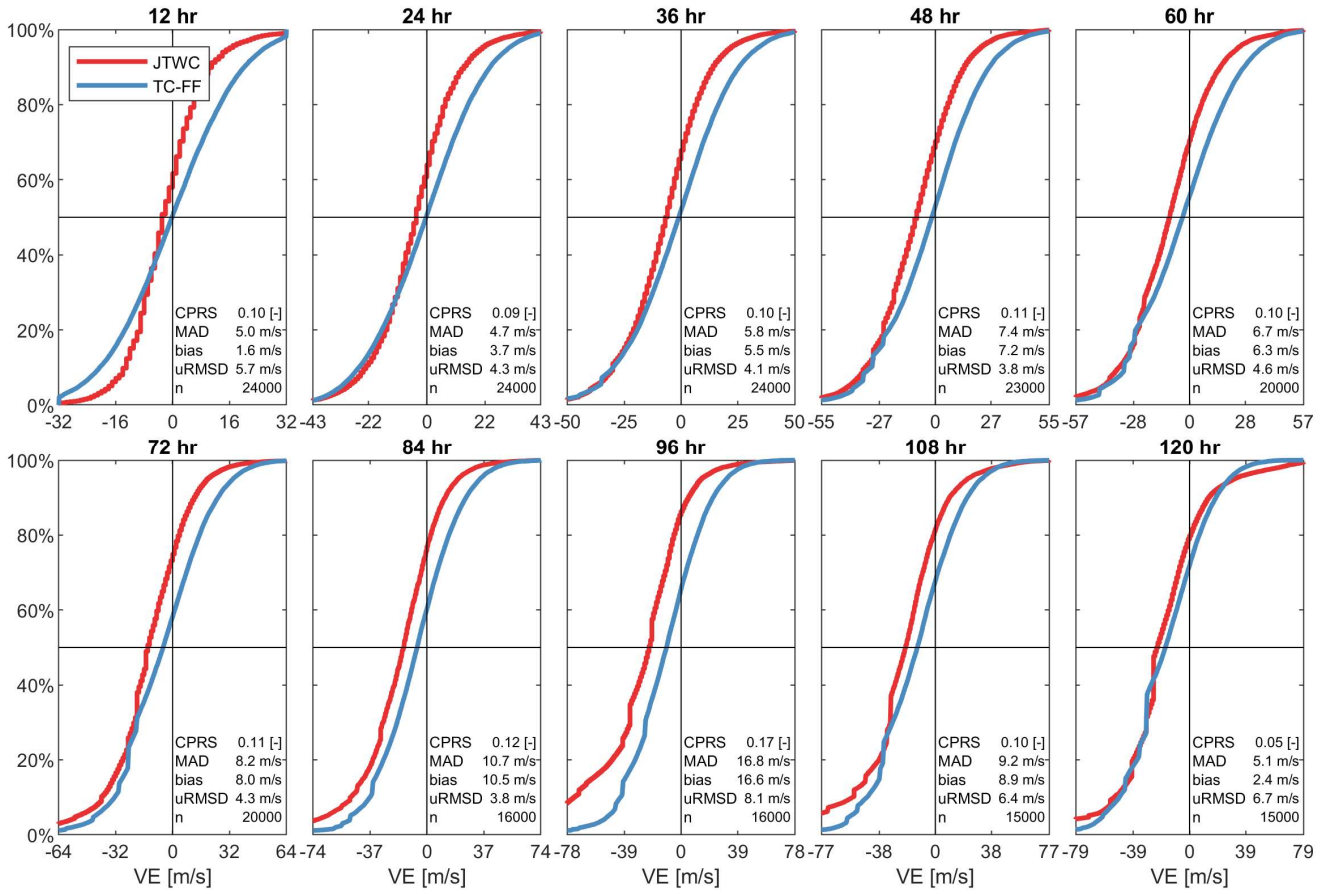 12 hr 24 hr 36 hr 48 hr 60 hr
100%
JTWC
TC-FF
80%
60%
40%
20%
0%
CPRS 0.10 [-]
MAD 5.0 m/s
bias 1.6 m/s
uRMSD 5.7 m/s
n 24000
-32 -16 0 16 32
CPRS 0.09 [-]
MAD 4.7 m/s
bias 3.7 m/s
uRMSD 4.3 m/s
n 24000
-43 -22 0 22 43
CPRS 0.10 [-]
MAD 5.8 m/s
bias 5.5 m/s
uRMSD 4.1 m/s
n 24000
-50 -25 0 25 50
CPRS 0.11 [-]
MAD 7.4 m/s
bias 7.2 m/s
uRMSD 3.8 m/s
n 23000
-55 -27 0 27 55
CPRS 0.10 [-]
MAD 6.7 m/s
bias 6.3 m/s
uRMSD 4.6 m/s
n 20000
-57 -28 0 28 57
72 hr 84 hr 96 hr 108 hr 120 hr
100%
80%
60%
40%
20%
0%
CPRS 0.11 [-]
MAD 8.2 m/s
bias 8.0 m/s
uRMSD 4.3 m/s
n 20000
-64 -32 0 32 64
VE [m/s]
CPRS 0.12 [-]
MAD 10.7 m/s
bias 10.5 m/s
uRMSD 3.8 m/s
n 16000
-74 -37 0 37 74
VE [m/s]
CPRS 0.17 [-]
MAD 16.8 m/s
bias 16.6 m/s
uRMSD 8.1 m/s
n 16000
-78 -39 0 39 78
VE [m/s]
CPRS 0.10 [-]
MAD 9.2 m/s
bias 8.9 m/s
uRMSD 6.4 m/s
n 15000
-77 -38 0 38 77
VE [m/s]
CPRS 0.05 [-]
MAD 5.1 m/s
bias 2.4 m/s
uRMSD 6.7 m/s
n 15000
-79 -39 0 39 79
VE [m/s]